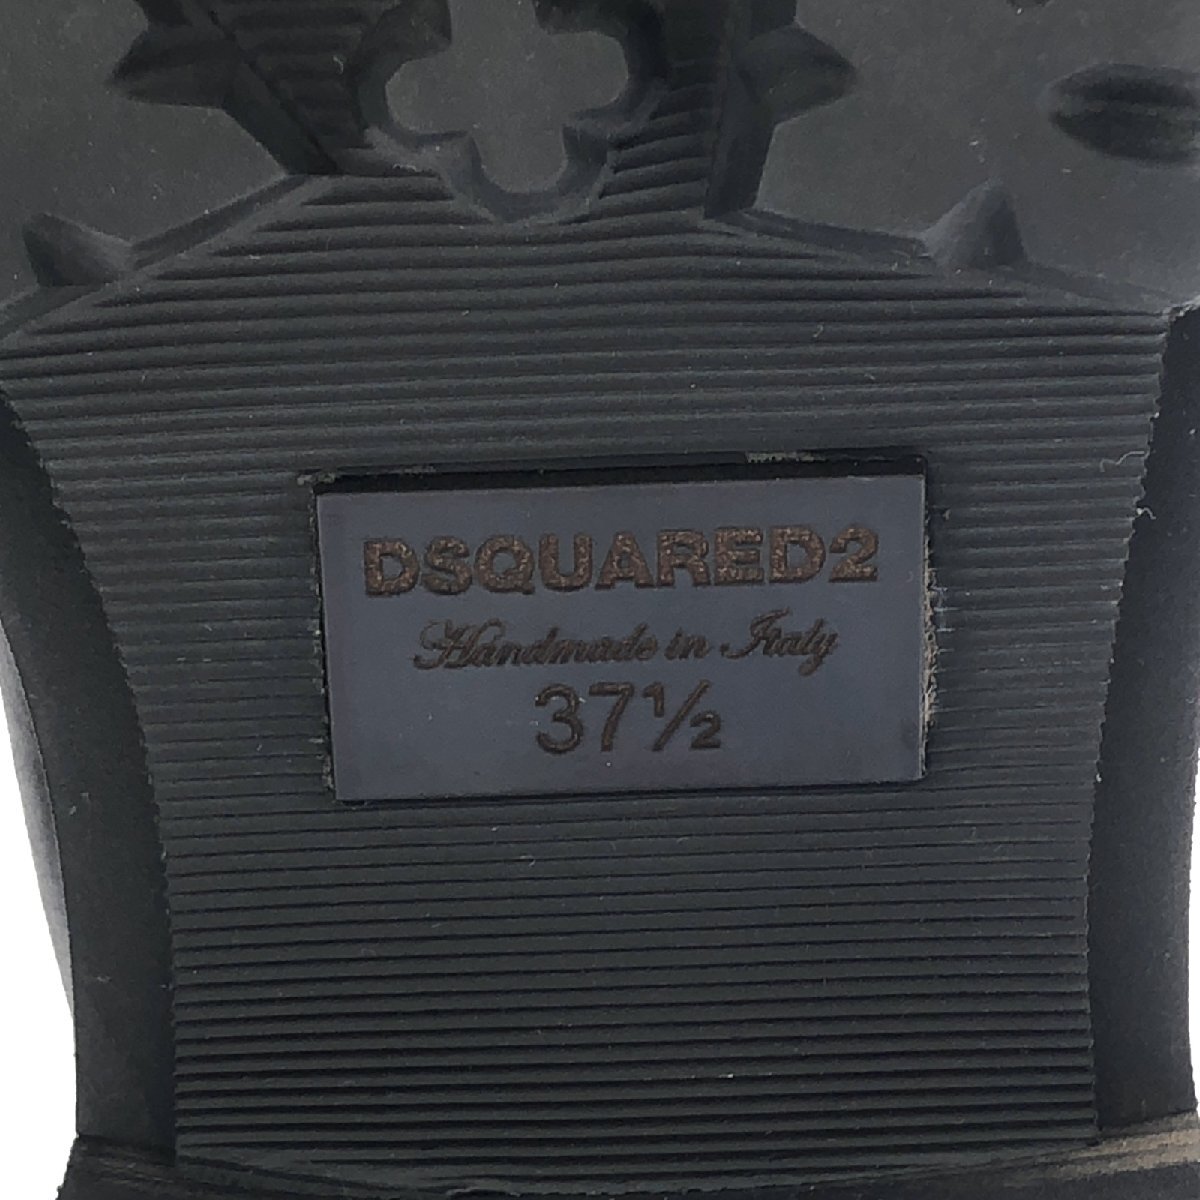 DSQUARED2
Handmade in Italy
37½